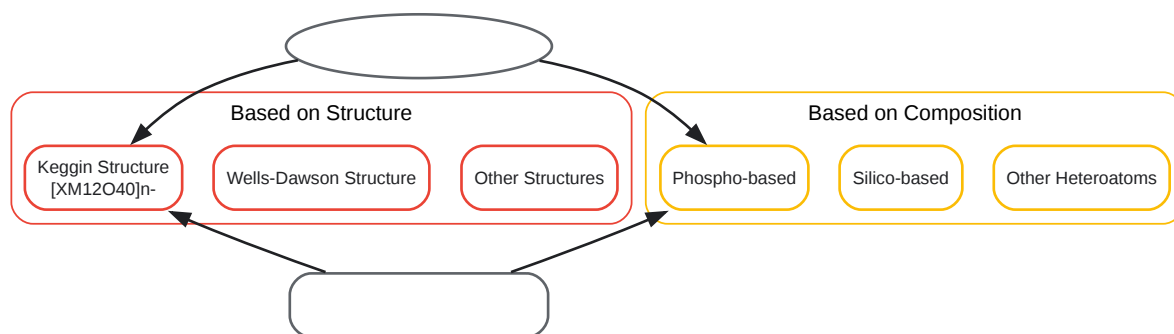 Based on Structure
Based on Composition
Keggin Structure
[XM12O40]n-
Wells-Dawson Structure
Other Structures
Phospho-based
Silico-based
Other Heteroatoms